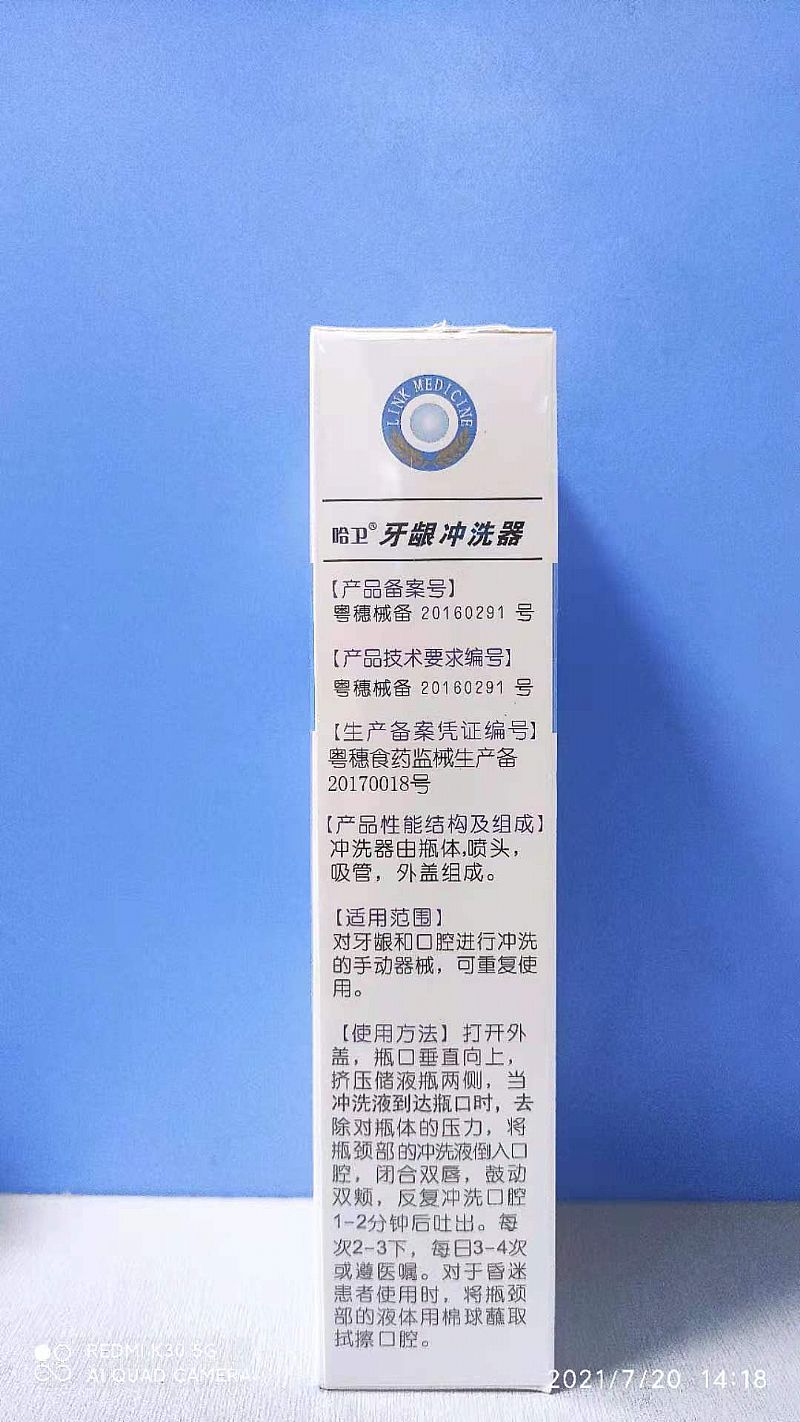 LINK MEDICINE
哈卫®牙龈冲洗器
【产品备案号】
粤穗械备 20160291 号
【产品技术要求编号】
粤穗械备 20160291 号
【生产备案凭证编号】
粤穗食药监械生产备
20170018号
【产品性能结构及组成】
冲洗器由瓶体,喷头，
吸管，外盖组成。
【适用范围】
对牙龈和口腔进行冲洗
的手动器械，可重复使
用。
【使用方法】打开外
盖，瓶口垂直向上，
挤压储液瓶两侧，当
冲洗液到达瓶口时，去
除对瓶体的压力，将
瓶颈部的冲洗液倒入口
腔，闭合双唇，鼓动
双颊，反复冲洗口腔
1-2分钟后吐出。每
次2-3下，每日3-4次
或遵医嘱。对于昏迷
患者使用时，将瓶颈
部的液体用棉球蘸取
拭擦口腔。
REDMI K30 5G
AI QUAD CAMERA
2021/7/20 14:18